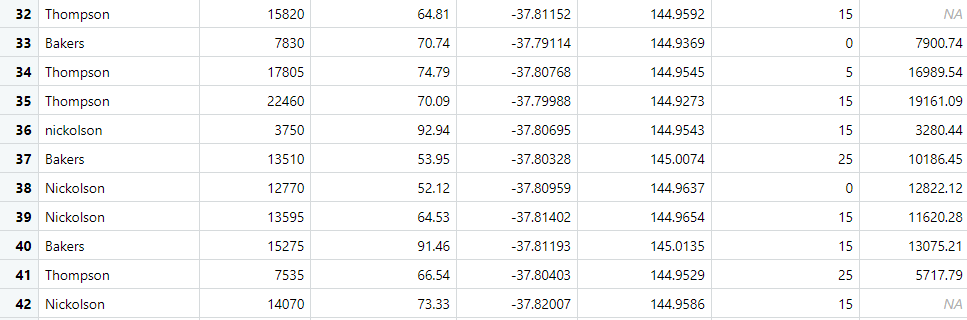 32 Thompson 15820 64.81 -37.81152 144.9592 15 NA
33 Bakers 7830 70.74 -37.79114 144.9369 0 7900.74
34 Thompson 17805 74.79 -37.80768 144.9545 5 16989.54
35 Thompson 22460 70.09 -37.79988 144.9273 15 19161.09
36 nickolson 3750 92.94 -37.80695 144.9543 15 3280.44
37 Bakers 13510 53.95 -37.80328 145.0074 25 10186.45
38 Nickolson 12770 52.12 -37.80959 144.9637 0 12822.12
39 Nickolson 13595 64.53 -37.81402 144.9654 15 11620.28
40 Bakers 15275 91.46 -37.81193 145.0135 15 13075.21
41 Thompson 7535 66.54 -37.80403 144.9529 25 5717.79
42 Nickolson 14070 73.33 -37.82007 144.9586 15 NA